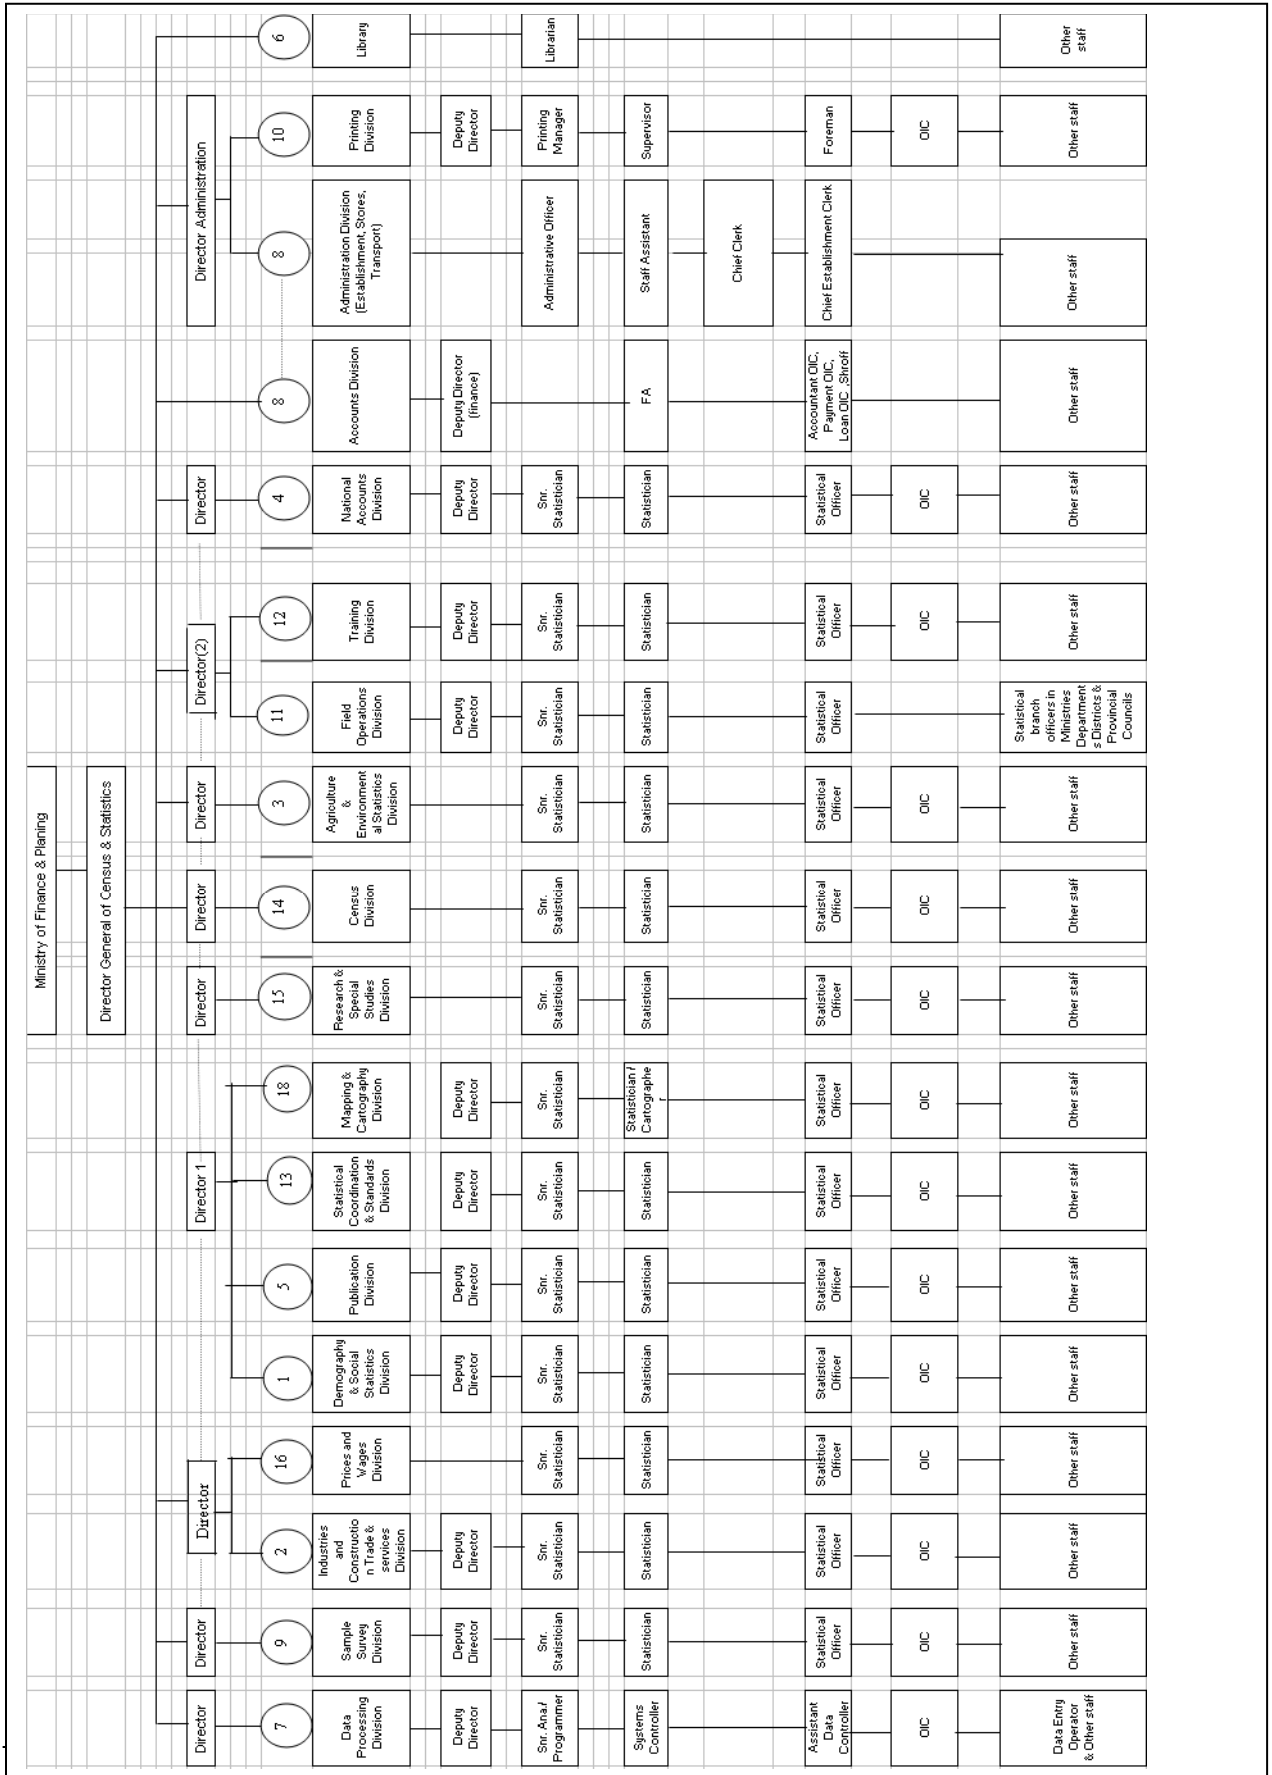 Ministry of Finance & Planing
Director General of Census & Statistics
Director
Director
Director
Director 1
Director
Director
Director
Director(2)
Director
Director Administration
7
9
2
16
1
5
13
18
15
14
3
11
12
4
8
8
10
6
Data
Processing
Division
Sample
Survey
Division
Industries
and
Constructio
n Trade &
services
Division
Prices and
Wages
Division
Demography
& Social
Statistics
Division
Publication
Division
Statistical
Coordination
& Standards
Division
Mapping &
Cartography
Division
Research &
Special
Studies
Division
Census
Division
Agriculture
&
Environment
al Statistics
Division
Field
Operations
Division
Training
Division
National
Accounts
Division
Accounts Division
Administration Division
(Establishment, Stores,
Transport)
Printing
Division
Library
Deputy
Director
Deputy
Director
Deputy
Director
Deputy
Director
Deputy
Director
Deputy
Director
Deputy
Director
Deputy
Director
Deputy
Director
Deputy
Director
Deputy Director
(finance)
Deputy
Director
Snr. Ana./
Programmer
Snr.
Statistician
Snr.
Statistician
Snr.
Statistician
Snr.
Statistician
Snr.
Statistician
Snr.
Statistician
Snr.
Statistician
Snr.
Statistician
Snr.
Statistician
Snr.
Statistician
Snr.
Statistician
Snr.
Statistician
Snr.
Statistician
Administrative Officer
Printing
Manager
Librarian
Systems
Controller
Statistician
Statistician
Statistician
Statistician
Statistician
Statistician
Statistician /
Cartographe
r
Statistician
Statistician
Statistician
Statistician
Statistician
Statistician
FA
Staff Assistant
Supervisor
Chief Clerk
Assistant
Data
Controller
Statistical
Officer
Statistical
Officer
Statistical
Officer
Statistical
Officer
Statistical
Officer
Statistical
Officer
Statistical
Officer
Statistical
Officer
Statistical
Officer
Statistical
Officer
Statistical
Officer
Statistical
Officer
Statistical
Officer
Accountant OIC,
Payment OIC,
Loan OIC ,Shroff
Chief Establishment Clerk
Foreman
OIC
OIC
OIC
OIC
OIC
OIC
OIC
OIC
OIC
OIC
OIC
OIC
OIC
OIC
Data Entry
Operator
& Other staff
Other staff
Other staff
Other staff
Other staff
Other staff
Other staff
Other staff
Other staff
Other staff
Other staff
Statistical
branch
officers in
Ministries
Department
s Districts &
Provincial
Councils
Other staff
Other staff
Other staff
Other staff
Other staff
Other
staff